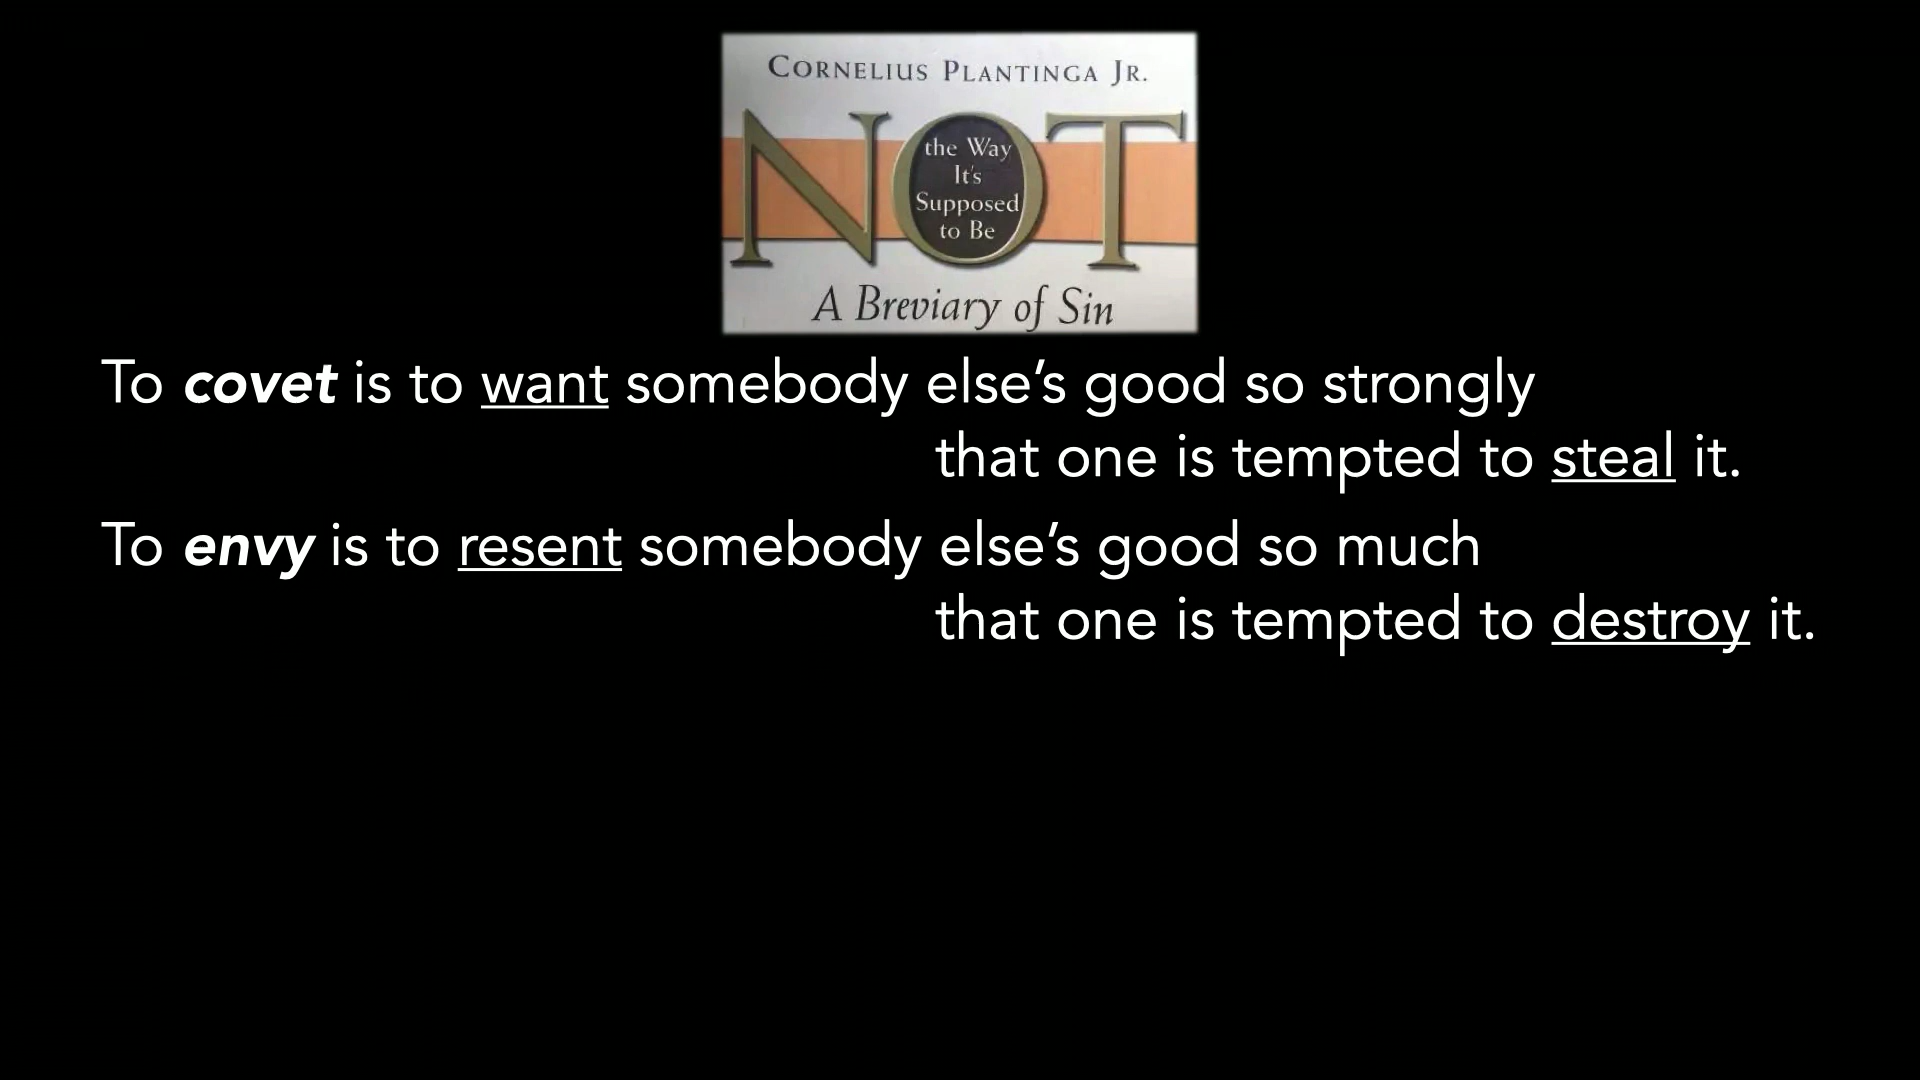 CORNELIUS PLANTINGA JR.
NOT
the Way
It's
Supposed
to Be
A Breviary of Sin
To covet is to want somebody else’s good so strongly
that one is tempted to steal it.
To envy is to resent somebody else’s good so much
that one is tempted to destroy it.